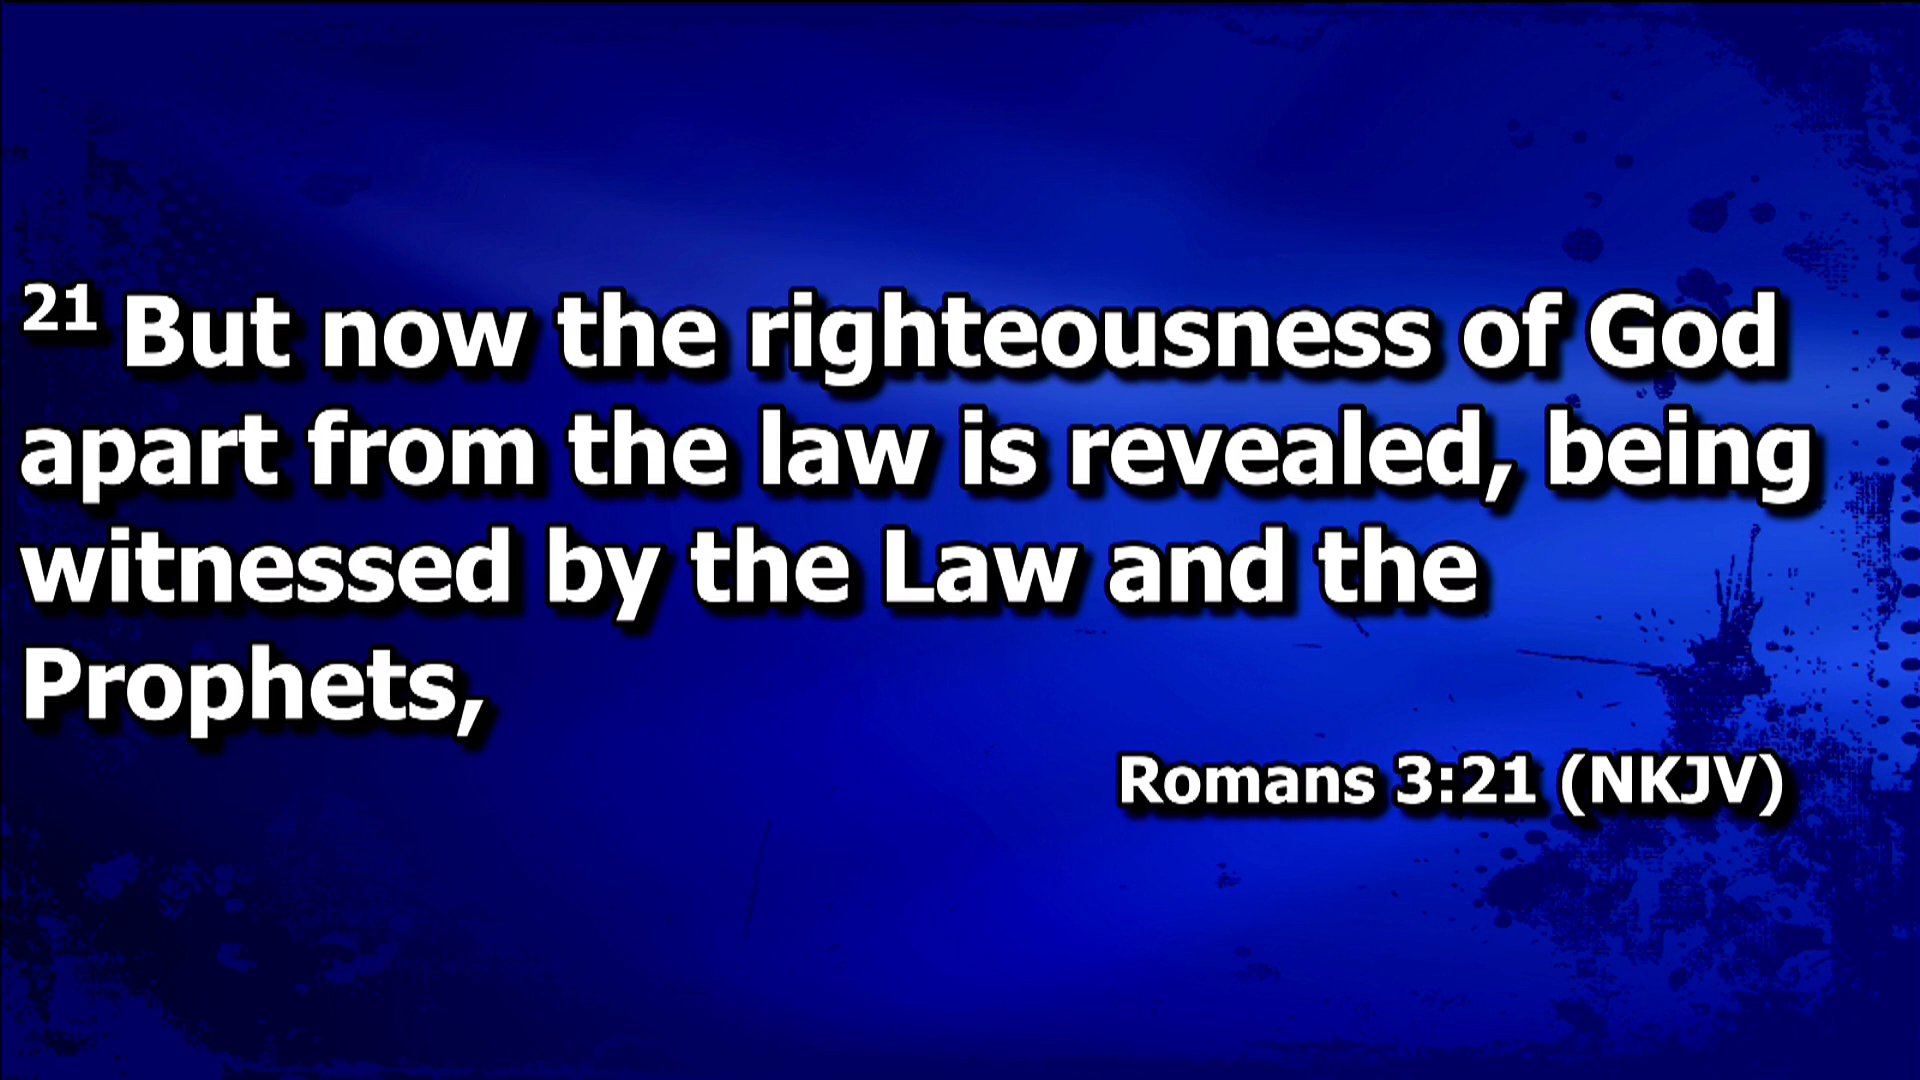 21 But now the righteousness of God
apart from the law is revealed, being
witnessed by the Law and the
Prophets,
Romans 3:21 (NKJV)